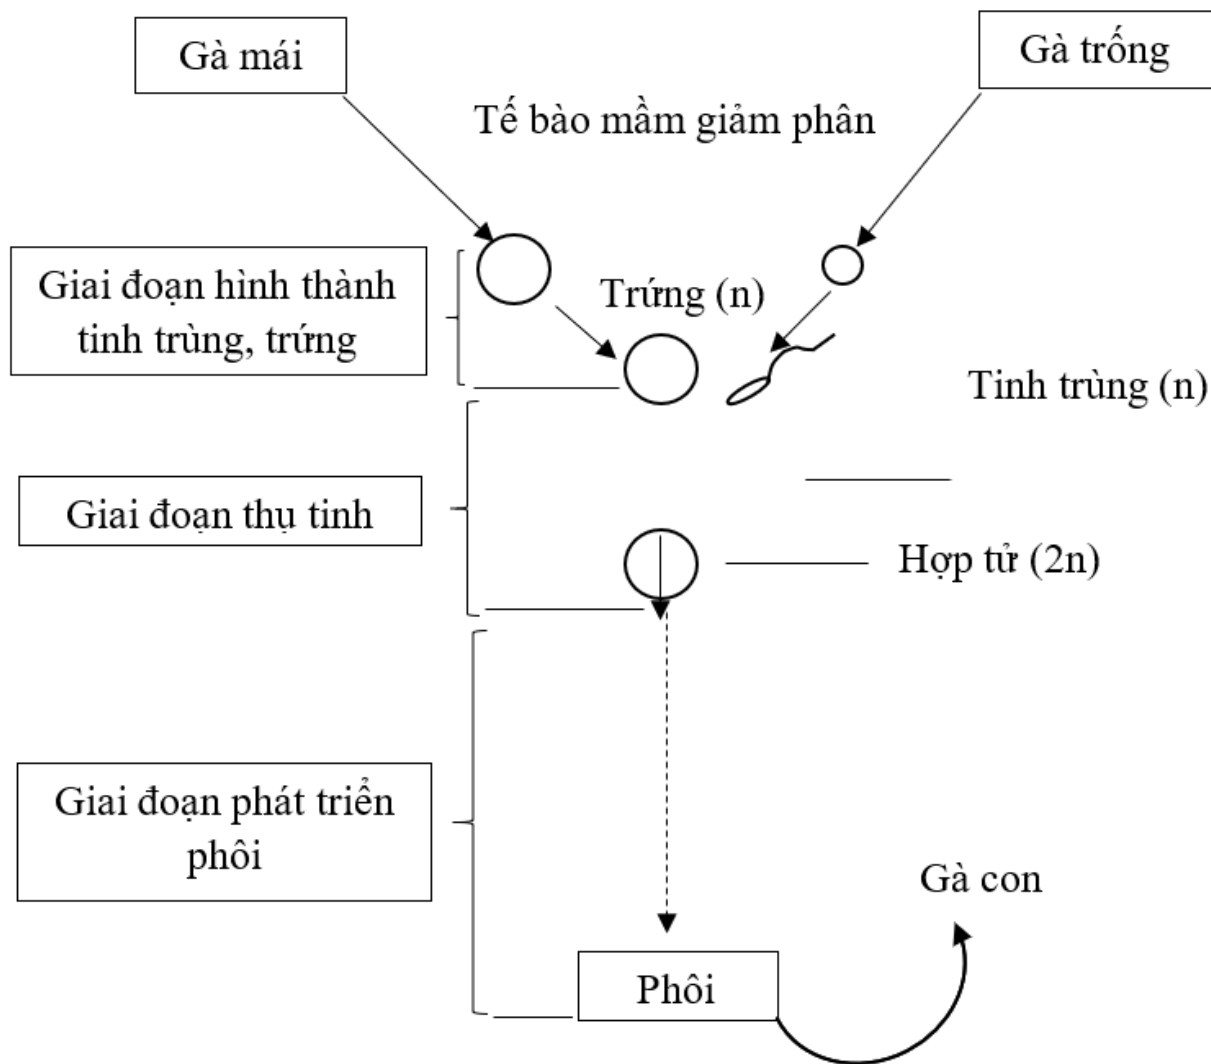 Gà mái
Gà trống
Tế bào mầm giảm phân
Giai đoạn hình thành
tinh trùng, trứng
Trứng (n)
Tinh trùng (n)
Giai đoạn thụ tinh
Hợp tử (2n)
Giai đoạn phát triển
phôi
Gà con
Phôi